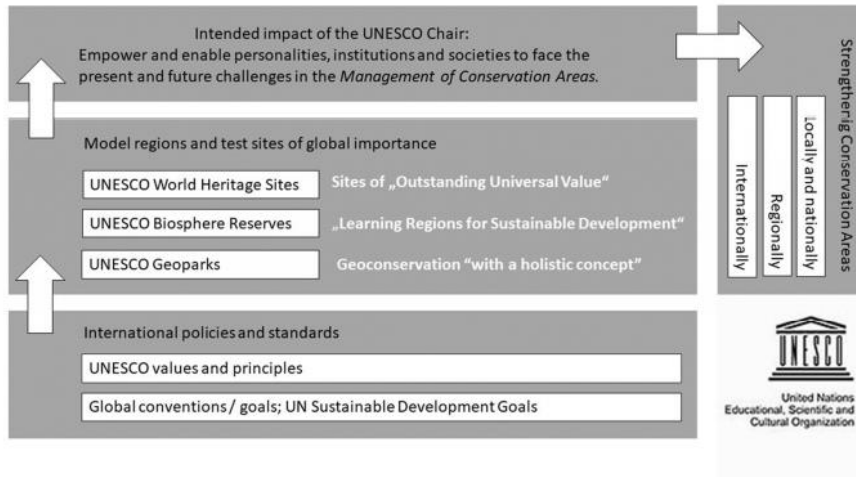 Intended impact of the UNESCO Chair:
Empower and enable personalities, institutions and societies to face the
present and future challenges in the Management of Conservation Areas.
Model regions and test sites of global importance
UNESCO World Heritage Sites
Sites of „Outstanding Universal Value“
UNESCO Biosphere Reserves
„Learning Regions for Sustainable Development“
UNESCO Geoparks
Geoconservation “with a holistic concept”
International policies and standards
UNESCO values and principles
Global conventions / goals; UN Sustainable Development Goals
Strengthenig Conservation Areas
Locally and nationally
Regionally
Internationally
UNESCO
United Nations
Educational, Scientific and
Cultural Organization